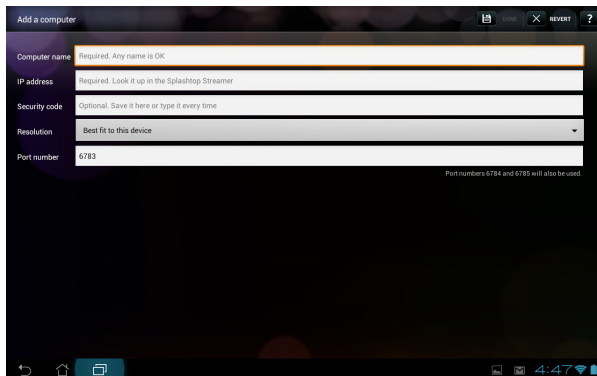 Add a computer
DONE
REVERT
?
Computer name
Required. Any name is OK
IP address
Required. Look it up in the Splashtop Streamer
Security code
Optional. Save it here or type it every time
Resolution
Best fit to this device
Port number
6783
Port numbers 6784 and 6785 will also be used.
4:47